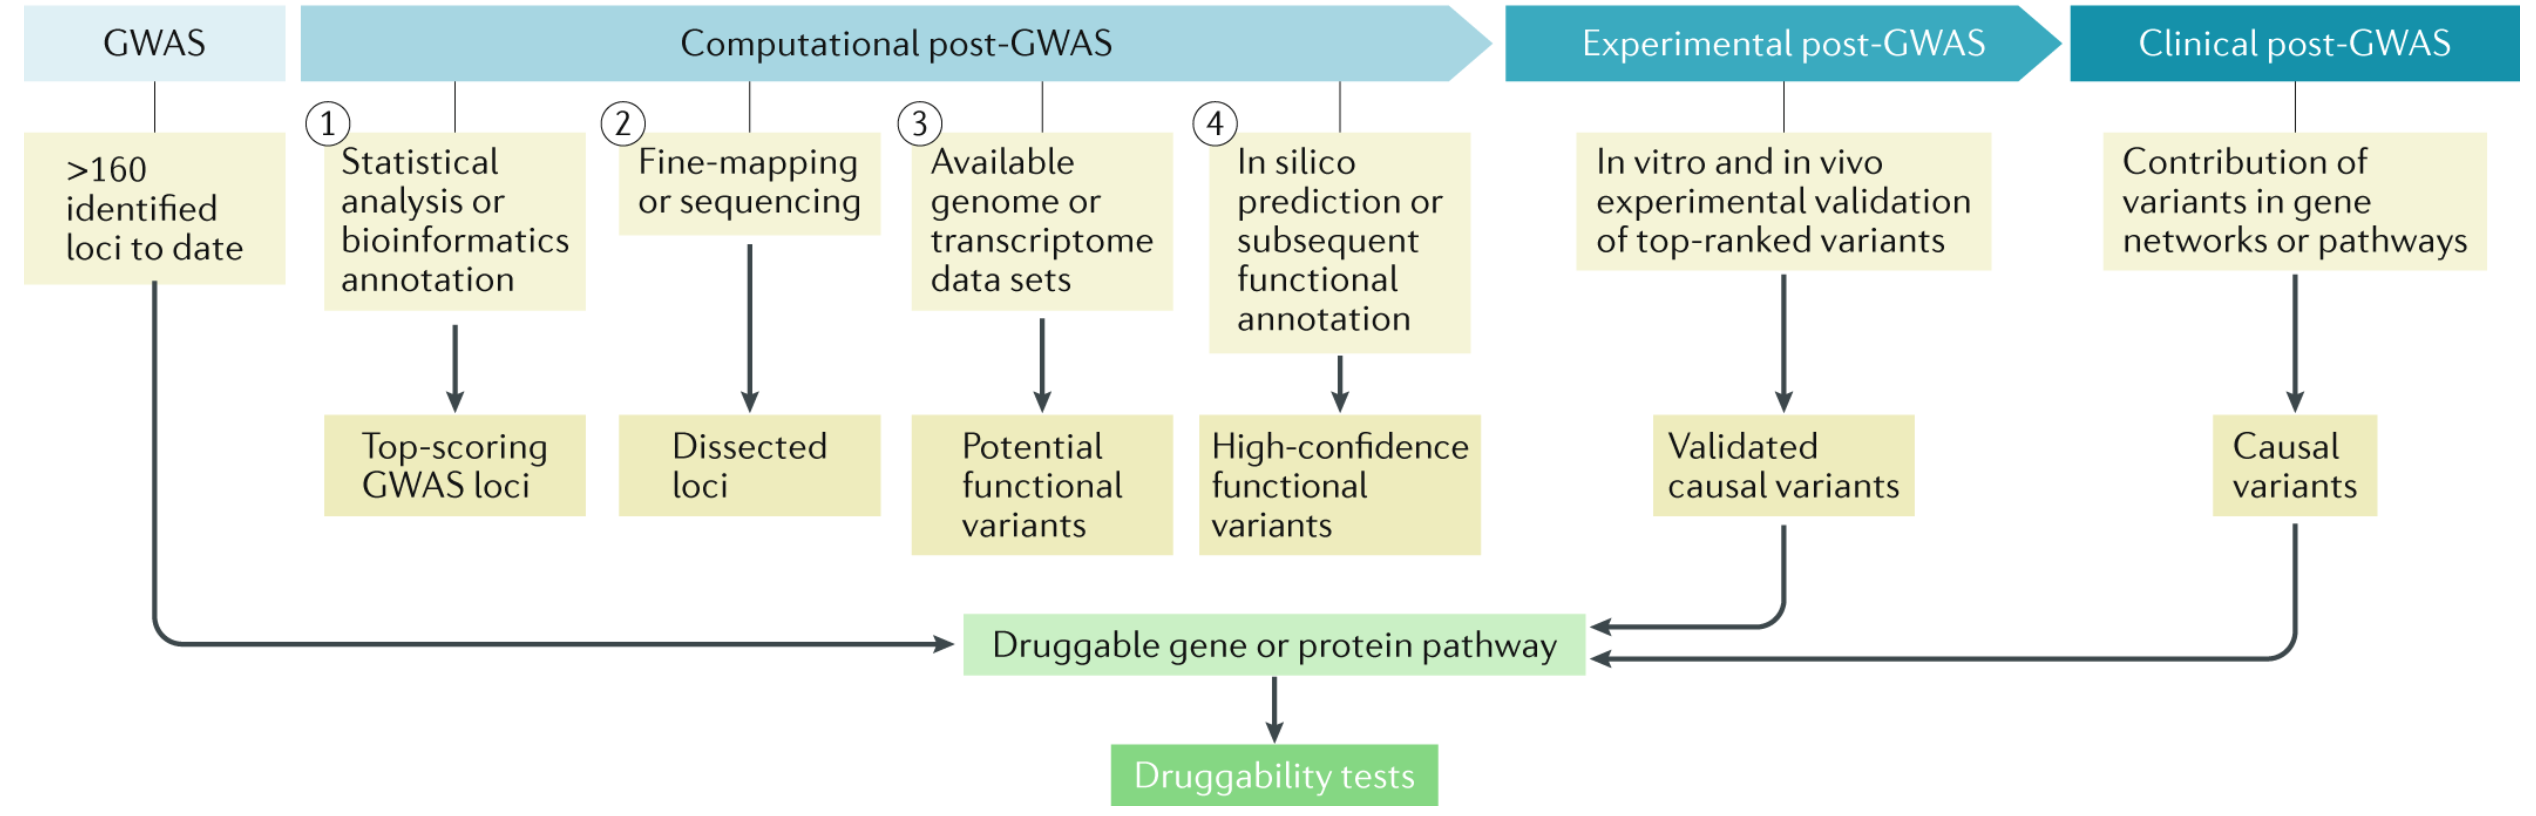 GWAS
Computational post-GWAS
Experimental post-GWAS
Clinical post-GWAS
>160
identified
loci to date
1
Statistical
analysis or
bioinformatics
annotation
2
Fine-mapping
or sequencing
3
Available
genome or
transcriptome
data sets
4
In silico
prediction or
subsequent
functional
annotation
In vitro and in vivo
experimental validation
of top-ranked variants
Contribution of
variants in gene
networks or pathways
Top-scoring
GWAS loci
Dissected
loci
Potential
functional
variants
High-confidence
functional
variants
Validated
causal variants
Causal
variants
Druggable gene or protein pathway
Druggability tests